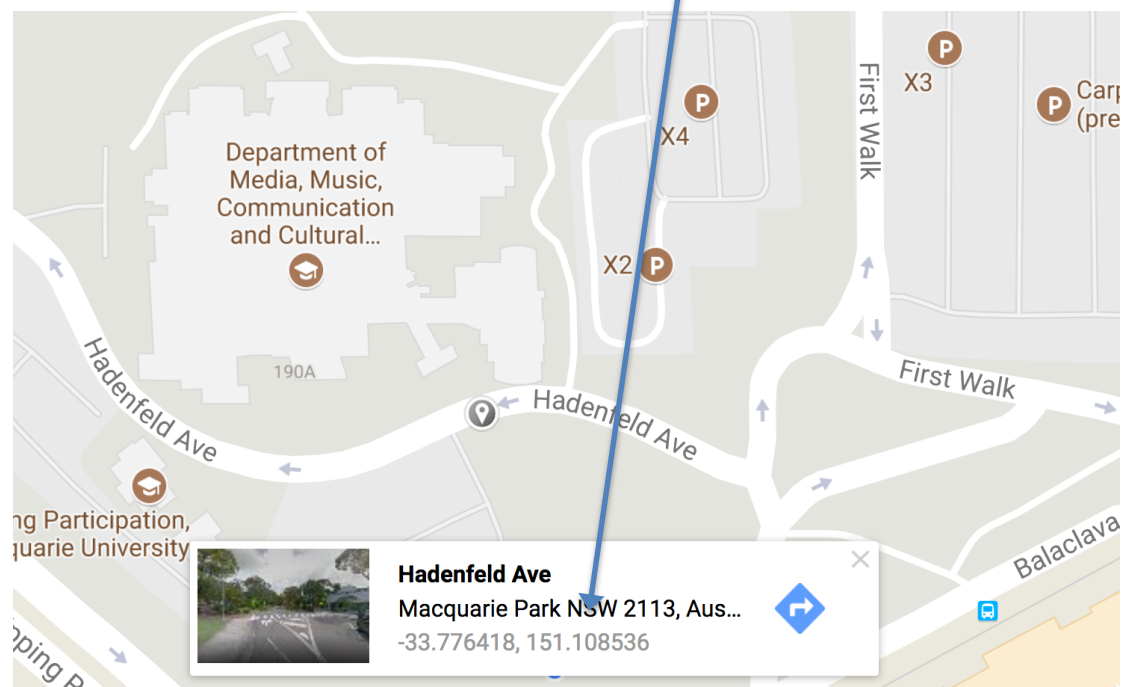 P
X3
P
Carp
(pre
P
X4
First Walk
Department of
Media, Music,
Communication
and Cultural...
X2 P
Hadenfeld Ave
190A
First Walk
Hadenfeld Ave
ng Participation,
quarie University
Balaclava
Hadenfeld Ave
Macquarie Park NSW 2113, Aus...
-33.776418, 151.108536
pping R